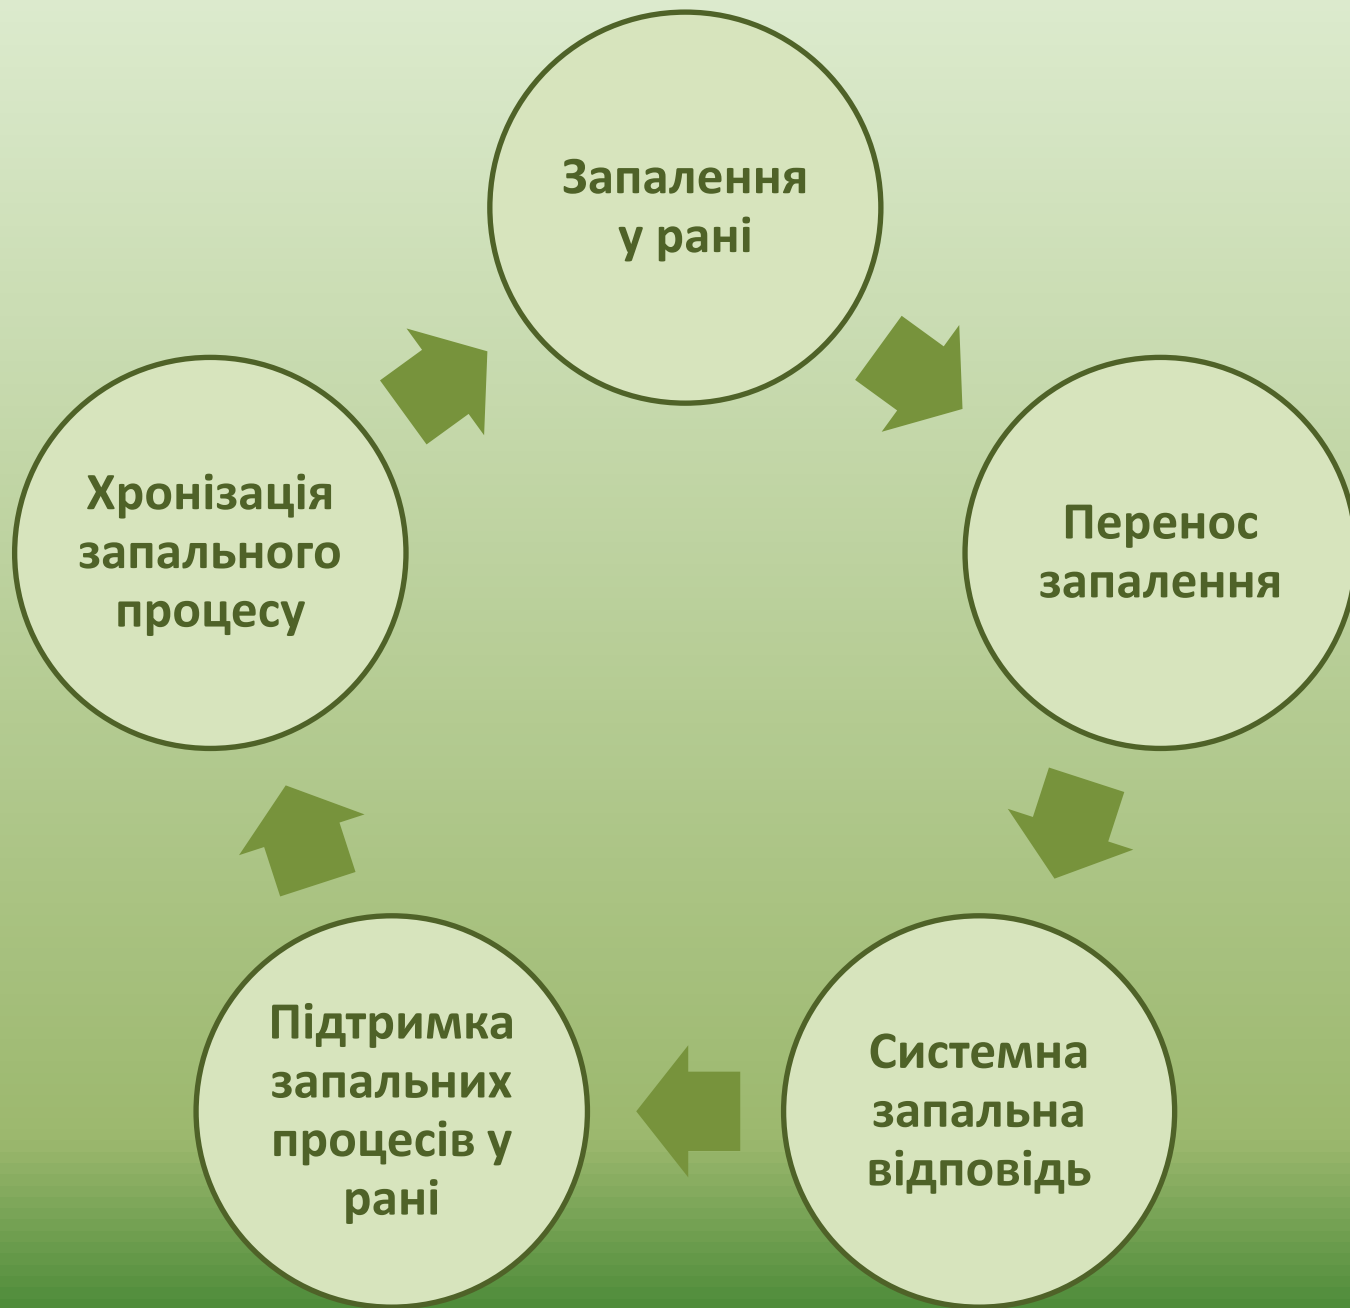 Запалення
у рані
Перенос
запалення
Системна
запальна
відповідь
Підтримка
запальних
процесів у
рані
Хронізація
запального
процесу